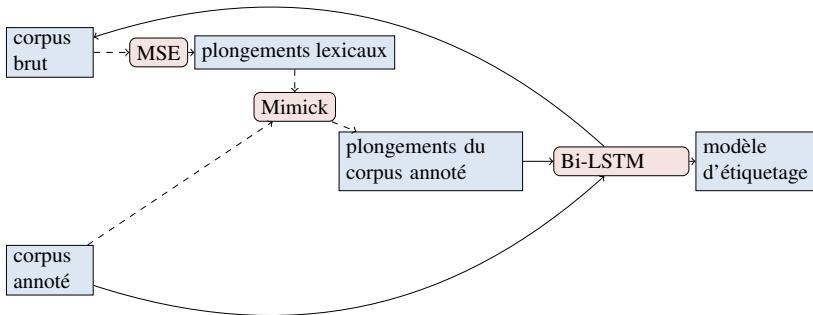 corpus
brut
MSE
plongements lexicaux
Mimick
plongements du
corpus annoté
Bi-LSTM
modèle
d'étiquetage
corpus
annoté